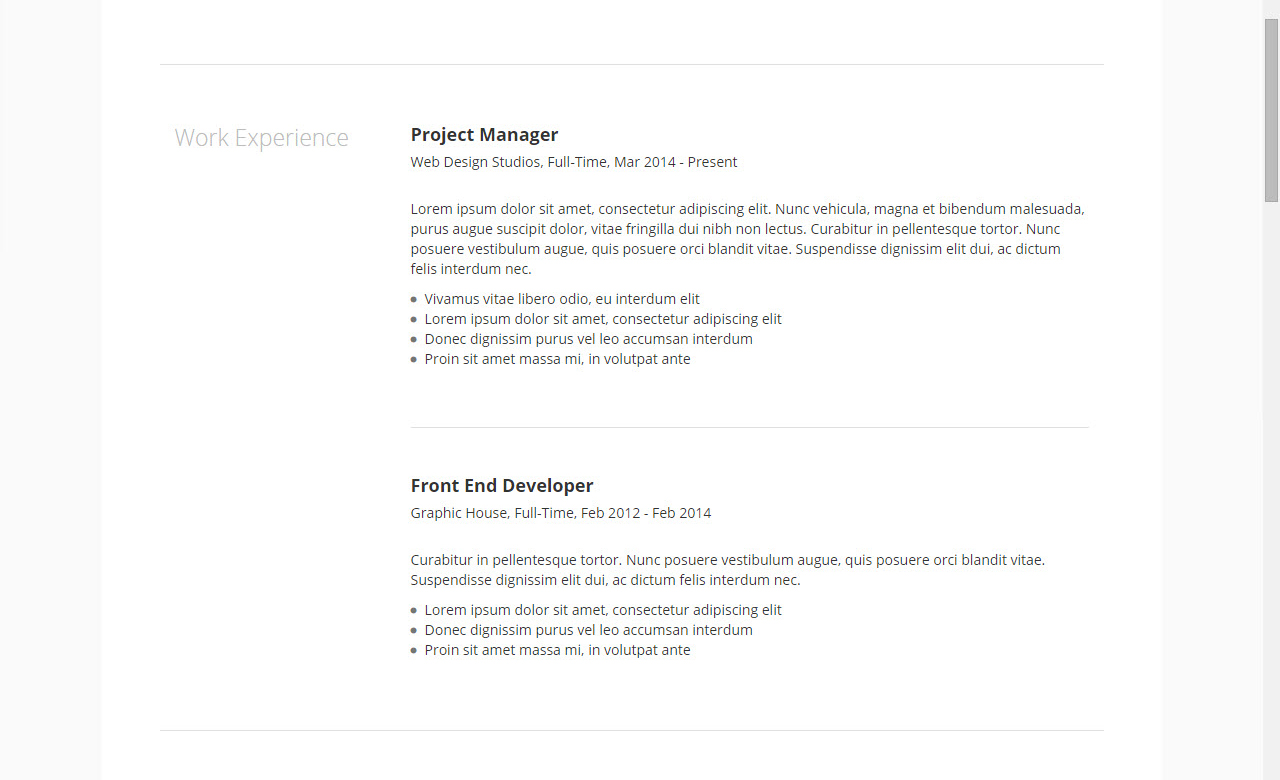 Work Experience
Project Manager
Web Design Studios, Full-Time, Mar 2014 - Present
Lorem ipsum dolor sit amet, consectetur adipiscing elit. Nunc vehicula, magna et bibendum malesuada,
purus augue suscipit dolor, vitae fringilla dui nibh non lectus. Curabitur in pellentesque tortor. Nunc
posuere vestibulum augue, quis posuere orci blandit vitae. Suspendisse dignissim elit dui, ac dictum
felis interdum nec.
Vivamus vitae libero odio, eu interdum elit
Lorem ipsum dolor sit amet, consectetur adipiscing elit
Donec dignissim purus vel leo accumsan interdum
Proin sit amet massa mi, in volutpat ante
Front End Developer
Graphic House, Full-Time, Feb 2012 - Feb 2014
Curabitur in pellentesque tortor. Nunc posuere vestibulum augue, quis posuere orci blandit vitae.
Suspendisse dignissim elit dui, ac dictum felis interdum nec.
Lorem ipsum dolor sit amet, consectetur adipiscing elit
Donec dignissim purus vel leo accumsan interdum
Proin sit amet massa mi, in volutpat ante